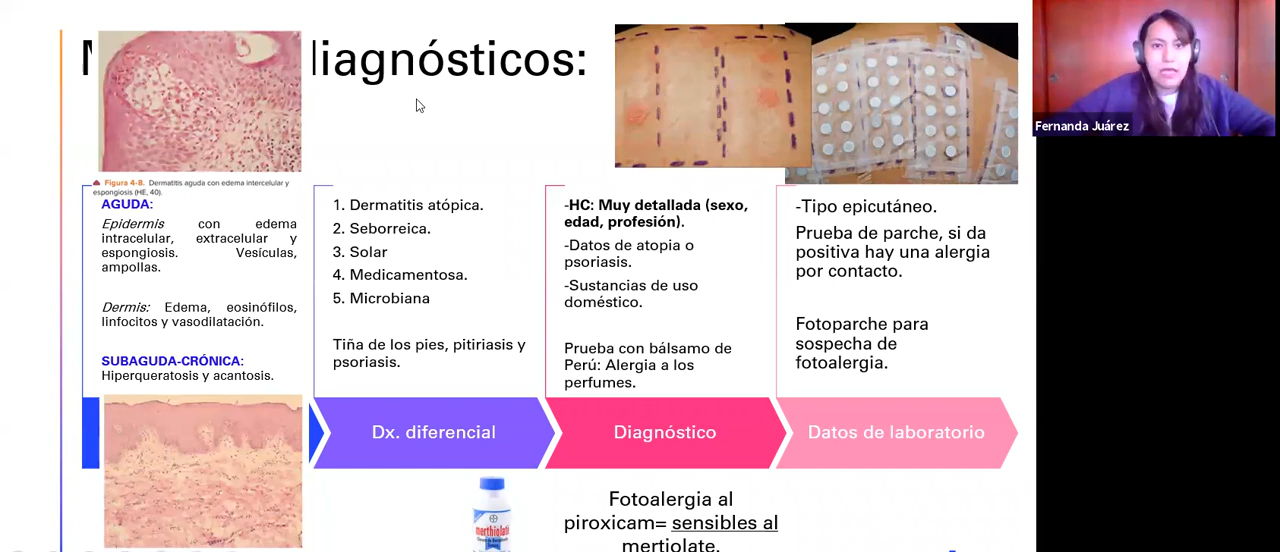 diagnósticos:
Fernanda Juárez
Figura 4-8. Dermatitis aguda con edema intercelular y
espongiosis (HE, 40).
AGUDA:
Epidermis con edema
intracelular, extracelular y
espongiosis. Vesículas,
ampollas.
Dermis: Edema, eosinófilos,
linfocitos y vasodilatación.
SUBAGUDA-CRÓNICA:
Hiperqueratosis y acantosis.
1. Dermatitis atópica.
2. Seborreica.
3. Solar
4. Medicamentosa.
5. Microbiana
Tiña de los pies, pitiriasis y
psoriasis.
Dx. diferencial
-HC: Muy detallada (sexo,
edad, profesión).
-Datos de atopia o
psoriasis.
-Sustancias de uso
doméstico.
Prueba con bálsamo de
Perú: Alergia a los
perfumes.
Diagnóstico
-Tipo epicutáneo.
Prueba de parche, si da
positiva hay una alergia
por contacto.
Fotoparche para
sospecha de
fotoalergia.
Datos de laboratorio
merthiolate
Fotoalergia al
piroxicam= sensibles al
mertiolate.